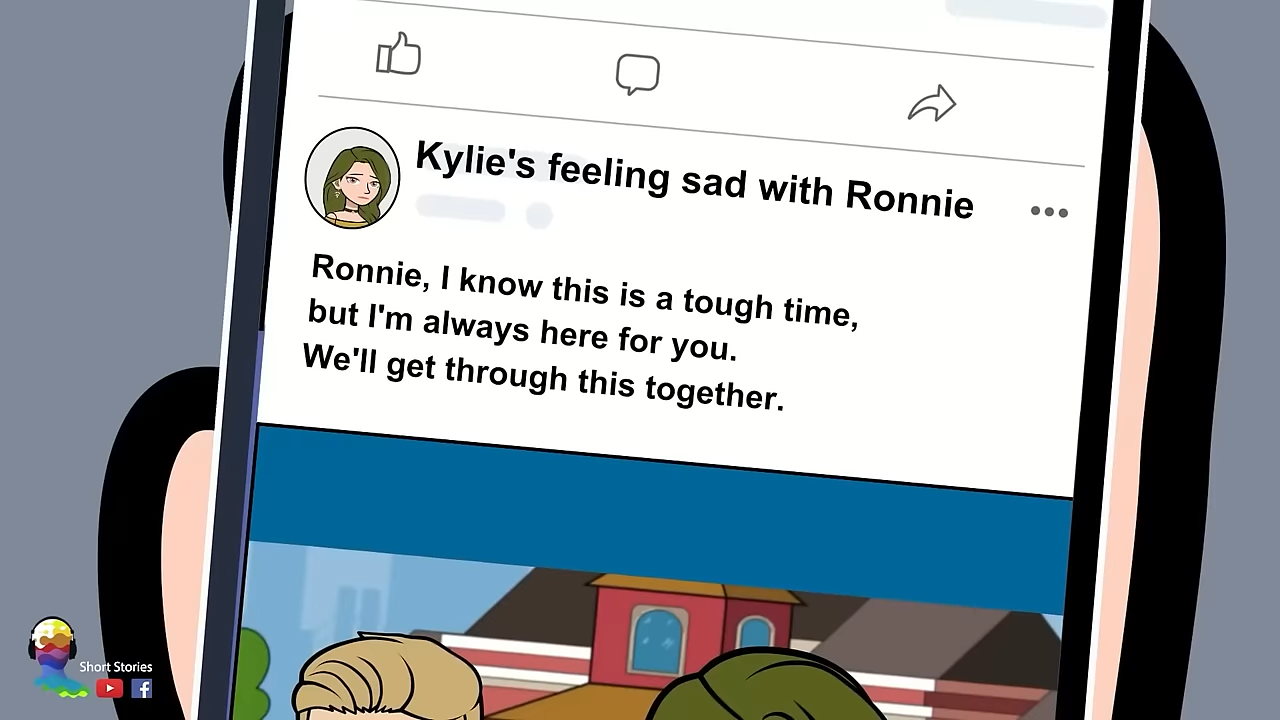 Kylie's feeling sad with Ronnie
Ronnie, I know this is a tough time,
but I'm always here for you.
We'll get through this together.
Short Stories